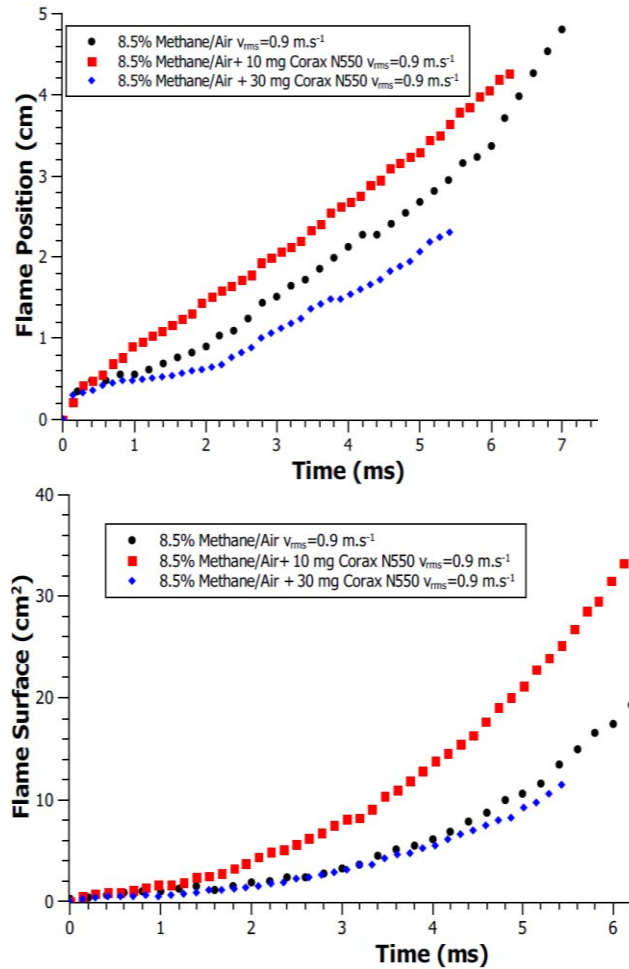 5
4
3
2
1
0
Flame Position (cm)
8.5% Methane/Air vrms=0.9 m.s-1
8.5% Methane/Air+ 10 mg Corax N550 vrms=0.9 m.s-1
8.5% Methane/Air + 30 mg Corax N550 vrms=0.9 m.s-1
0 1 2 3 4 5 6 7
Time (ms)
40
30
20
10
0
Flame Surface (cm2)
8.5% Methane/Air vrms=0.9 m.s-1
8.5% Methane/Air+ 10 mg Corax N550 vrms=0.9 m.s-1
8.5% Methane/Air + 30 mg Corax N550 vrms=0.9 m.s-1
0 1 2 3 4 5 6
Time (ms)